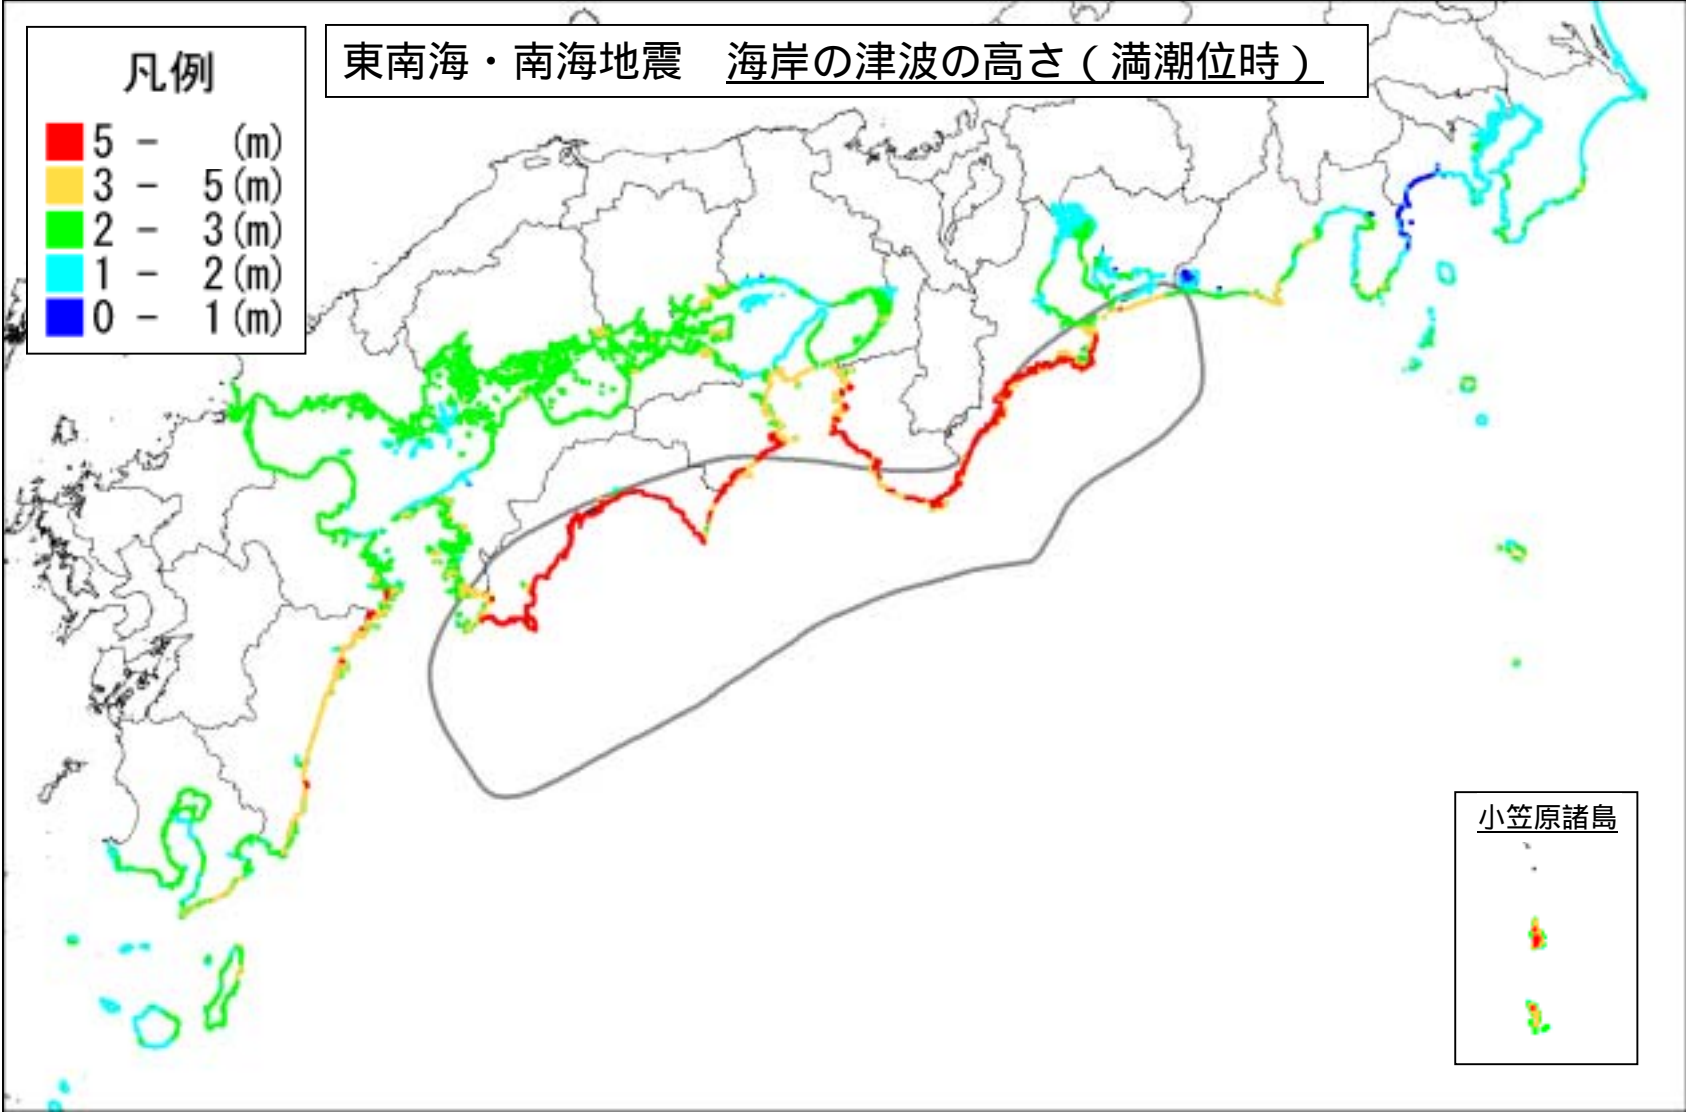 東南海・南海地震　海岸の津波の高さ（満潮位時）
凡例
5 - (m)
3 - 5(m)
2 - 3(m)
1 - 2(m)
0 - 1(m)
小笠原諸島